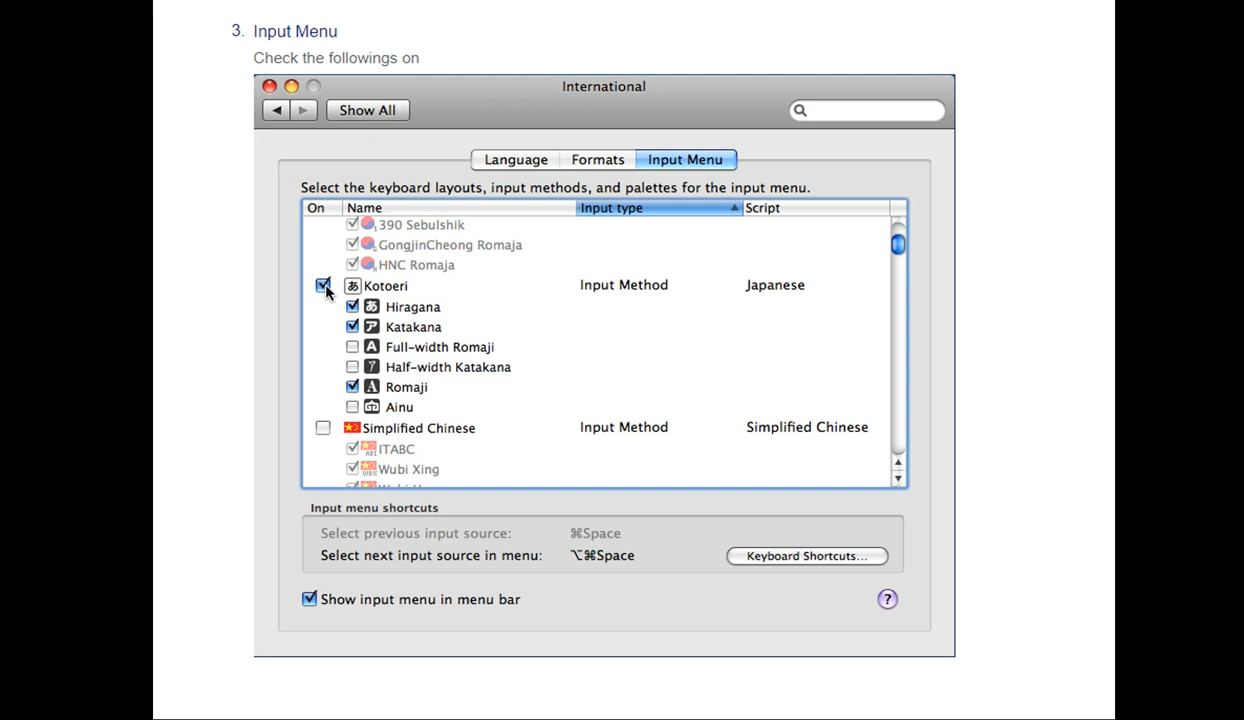 3. Input Menu
Check the followings on
International
Show All
Language Formats Input Menu
Select the keyboard layouts, input methods, and palettes for the input menu.
On Name Input type Script
390 Sebulshik
GongjinCheong Romaja
HNC Romaja
あ Kotoeri Input Method Japanese
あ Hiragana
ア Katakana
A Full-width Romaji
ｱ Half-width Katakana
A Romaji
Ainu
Simplified Chinese Input Method Simplified Chinese
ITABC
Wubi Xing
Input menu shortcuts
Select previous input source: ⌘Space
Select next input source in menu: ⌥⌘Space
Keyboard Shortcuts...
Show input menu in menu bar ?